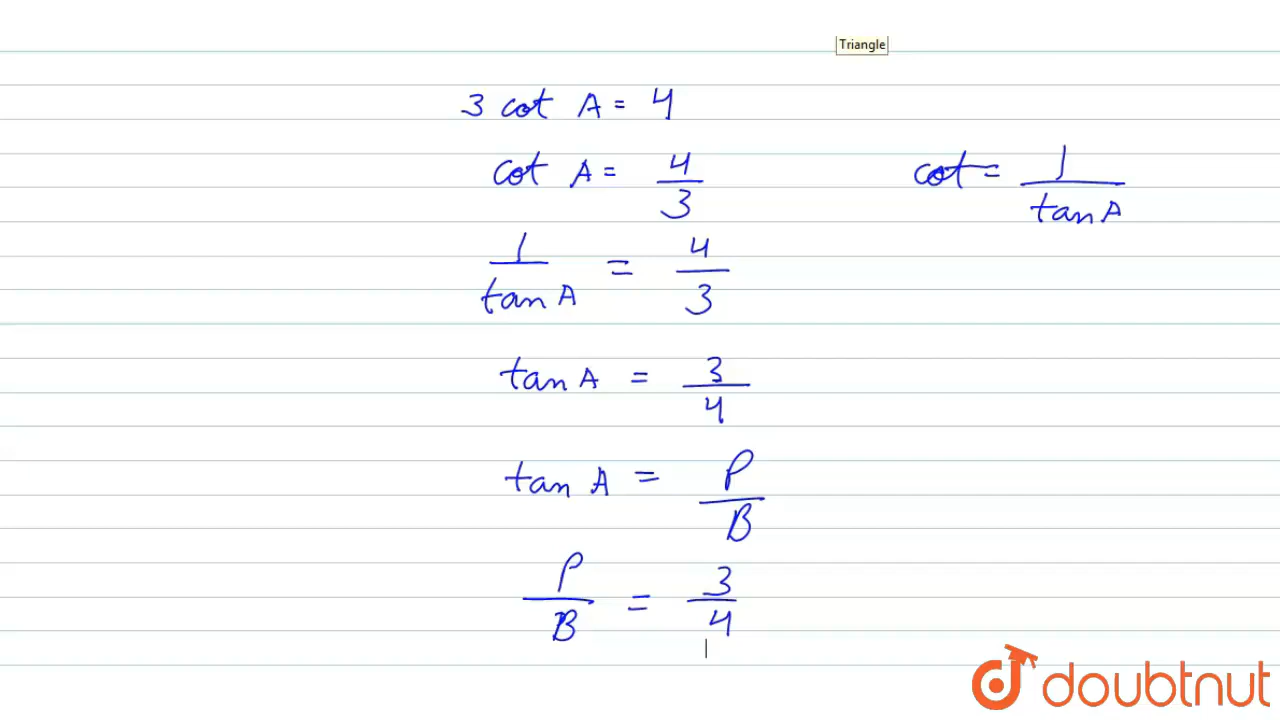 Triangle
3 cot A = 4
cot A = 4/3
cot = 1/tan A
1/tan A = 4/3
tan A = 3/4
tan A = P/B
P/B = 3/4
doubtnut